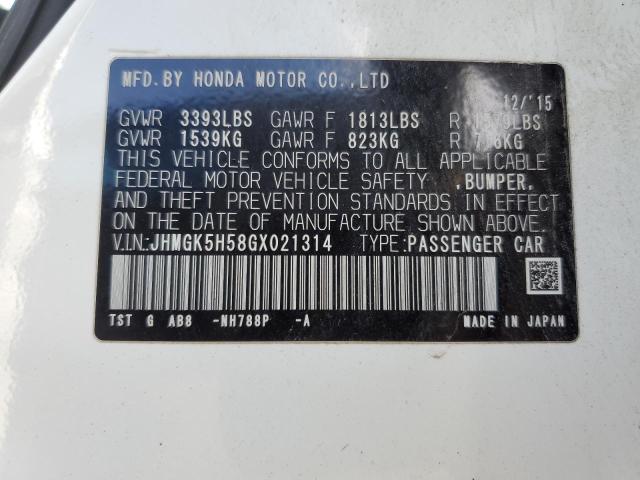 MFD.BY HONDA MOTOR CO.,LTD
12/'15
GVWR 3393LBS GAWR F 1813LBS R
GVWR 1539KG GAWR F 823KG R
THIS VEHICLE CONFORMS TO ALL APPLICABLE
FEDERAL MOTOR VEHICLE SAFETY ,BUMPER,
AND THEFT PREVENTION STANDARDS IN EFFECT
ON THE DATE OF MANUFACTURE SHOWN ABOVE.
V.I.N.:JHMGK5H58GX021314 TYPE:PASSENGER CAR
TST G AB8 -NH788P -A MADE IN JAPAN